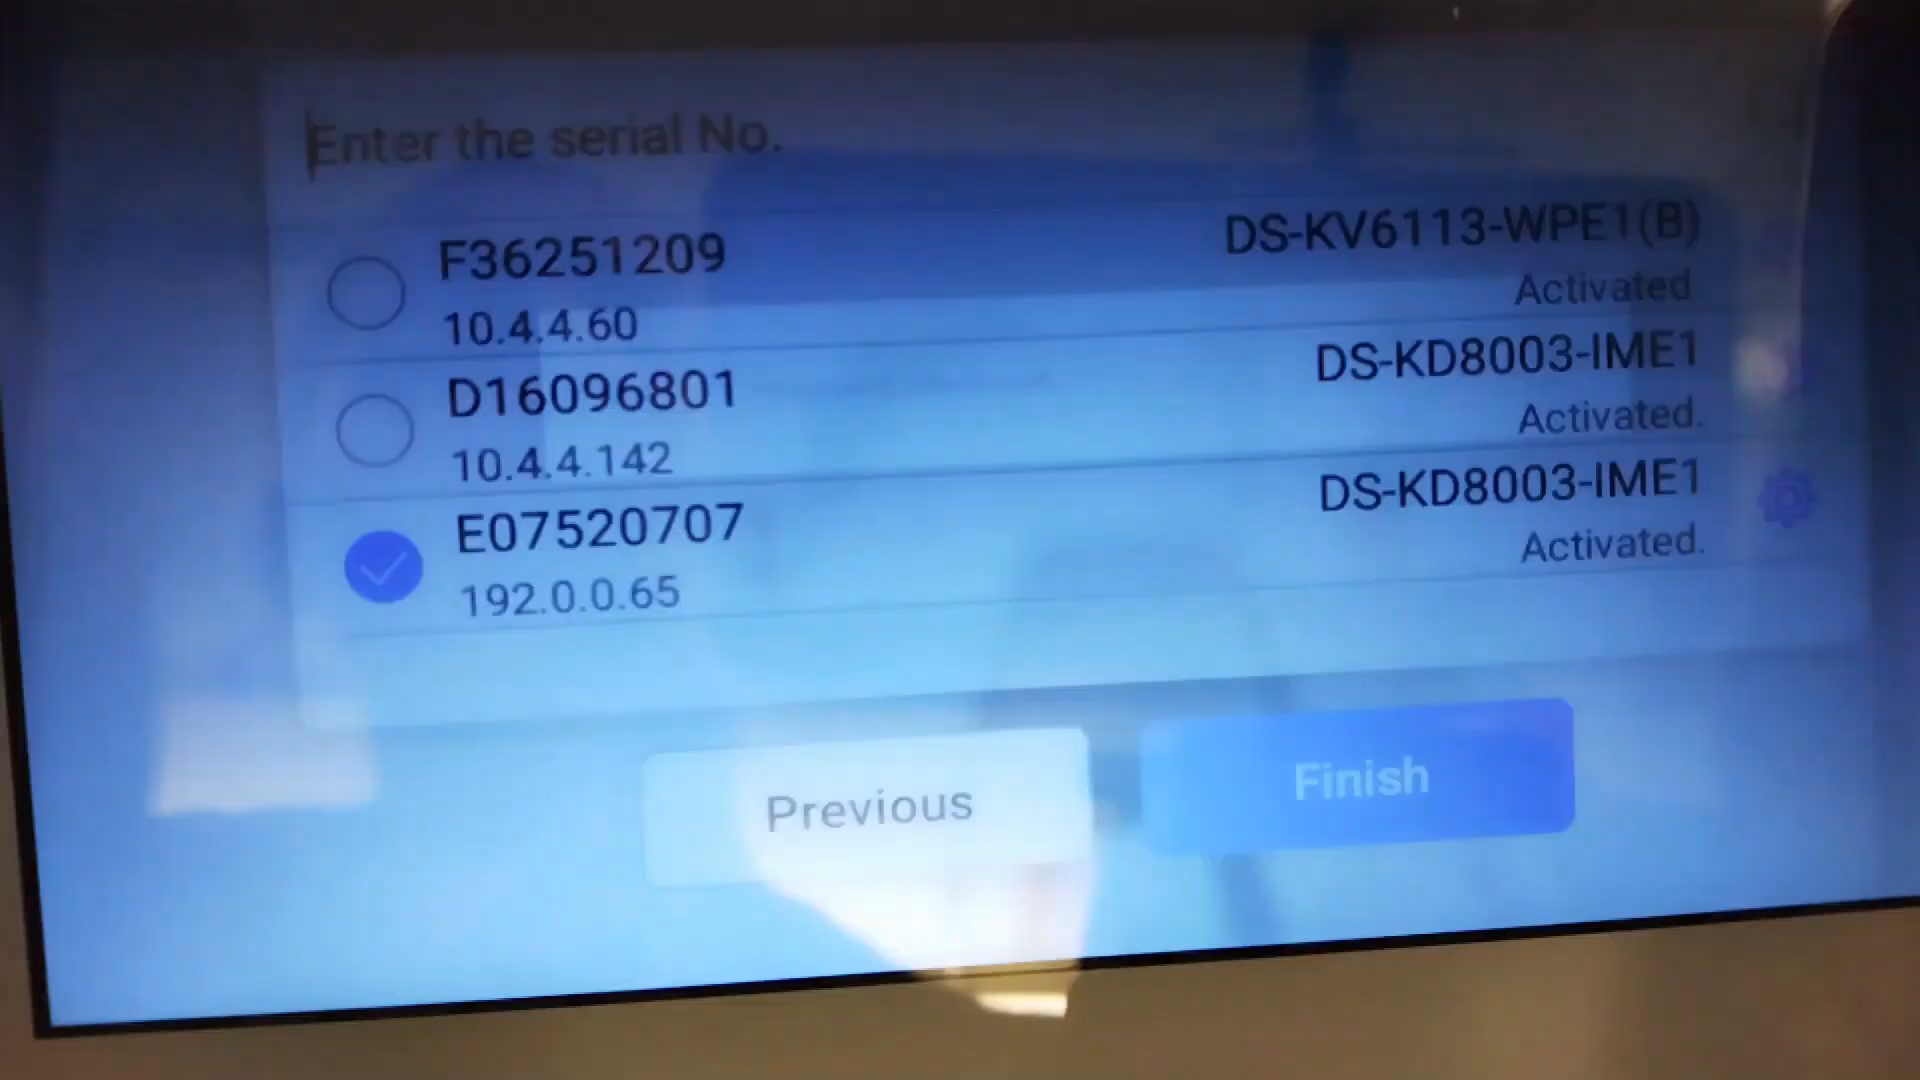 Enter the serial No.
F36251209
DS-KV6113-WPE1(B)
10.4.4.60
Activated.
D16096801
DS-KD8003-IME1
10.4.4.142
Activated.
E07520707
DS-KD8003-IME1
192.0.0.65
Activated.
Previous
Finish